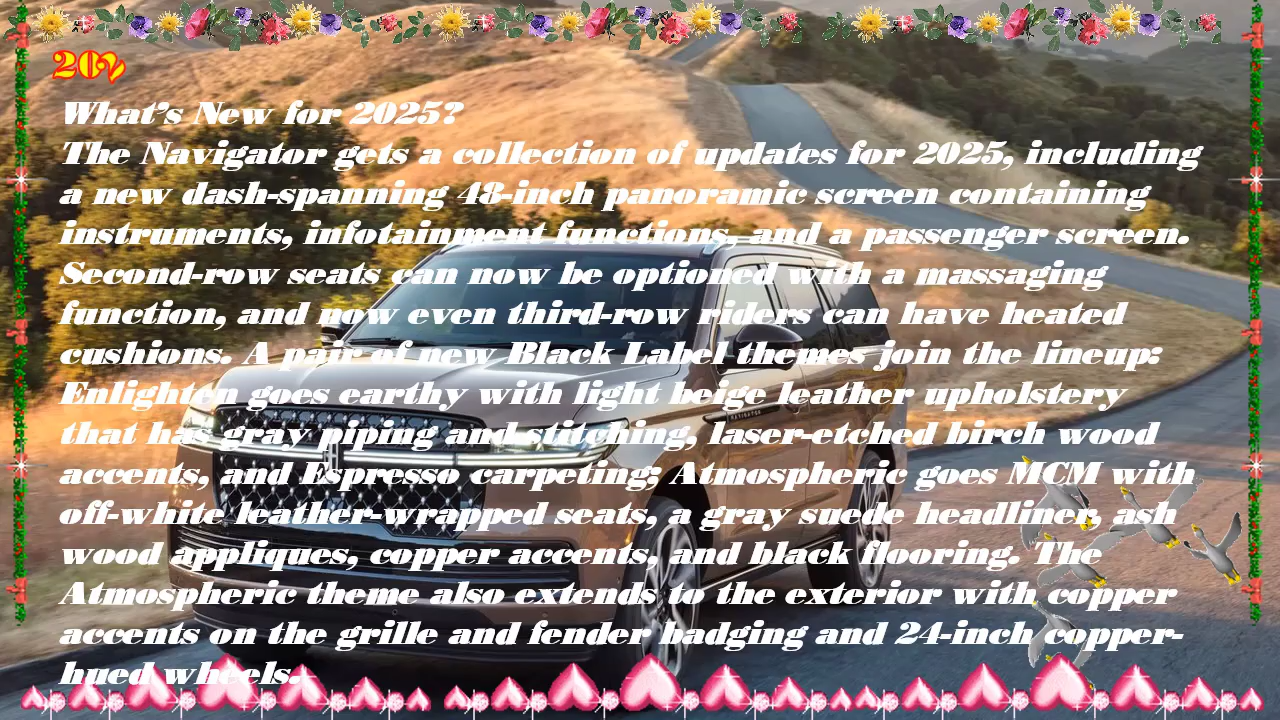 202
What's New for 2025?
The Navigator gets a collection of updates for 2025, including
a new dash-spanning 48-inch panoramic screen containing
instruments, infotainment functions, and a passenger screen.
Second-row seats can now be optioned with a massaging
function, and now even third-row riders can have heated
cushions. A pair of new Black Label themes join the lineup:
Enlighten goes earthy with light beige leather upholstery
that has gray piping and stitching, laser-etched birch wood
accents, and Espresso carpeting; Atmospheric goes MCM with
off-white leather-wrapped seats, a gray suede headliner, ash
wood appliques, copper accents, and black flooring. The
Atmospheric theme also extends to the exterior with copper
accents on the grille and fender badging and 24-inch copper-
hued wheels.
NAVIGATOR